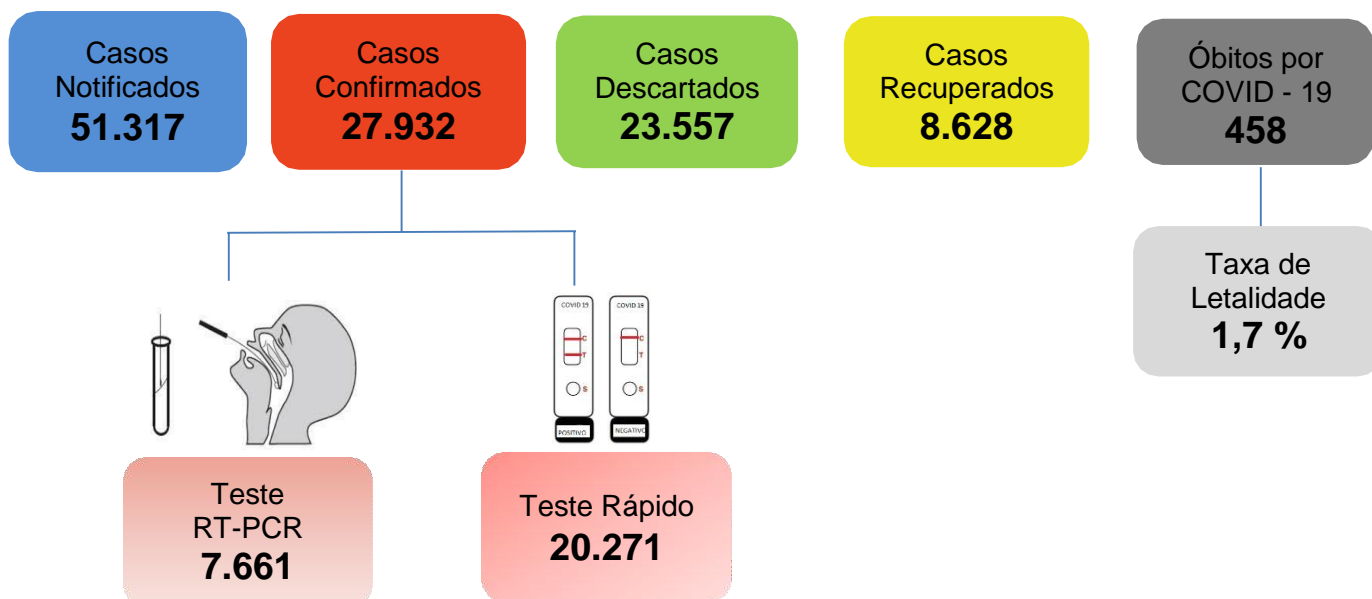 Casos
Notificados
51.317
Casos
Confirmados
27.932
Casos
Descartados
23.557
Casos
Recuperados
8.628
Óbitos por
COVID - 19
458
Taxa de
Letalidade
1,7 %
COVID 19
C
T
S
POSITIVO
COVID 19
C
T
S
NEGATIVO
Teste
RT-PCR
7.661
Teste Rápido
20.271